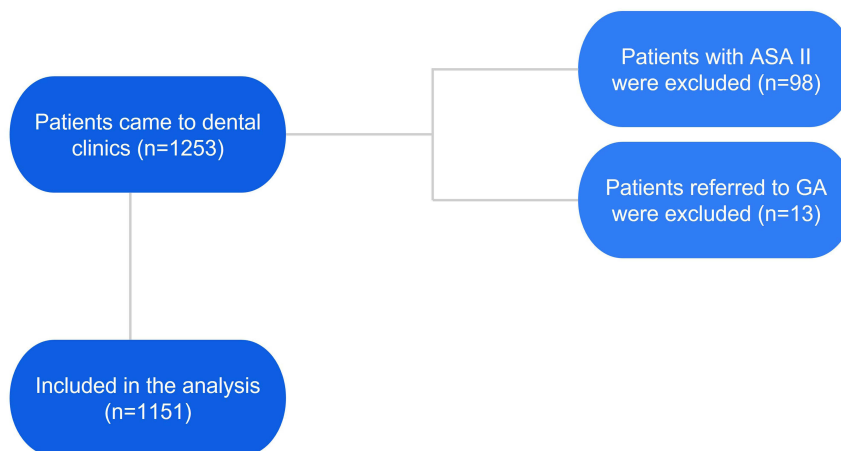 Patients with ASA II
were excluded (n=98)
Patients came to dental
clinics (n=1253)
Patients referred to GA
were excluded (n=13)
Included in the analysis
(n=1151)